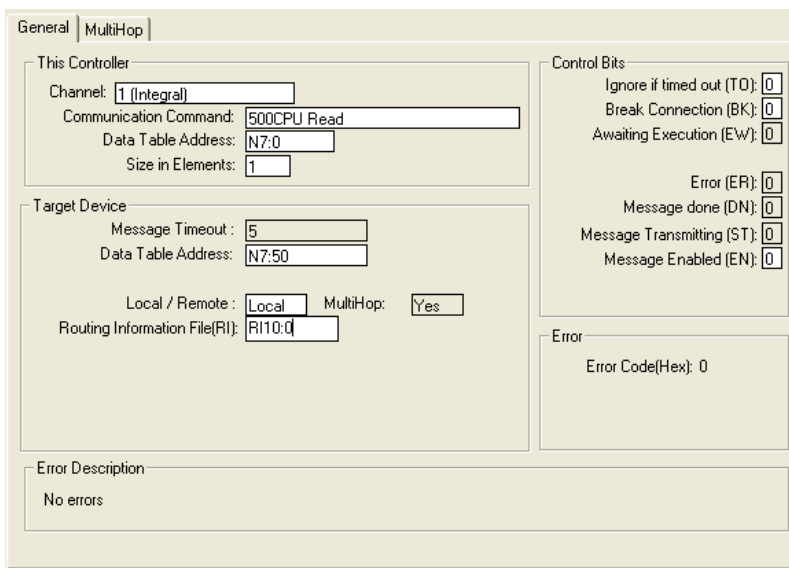 General MultiHop
This Controller
Channel: 1 (Integral)
Communication Command: 500CPU Read
Data Table Address: N7:0
Size in Elements: 1
Target Device
Message Timeout : 5
Data Table Address: N7:50
Local / Remote : Local MultiHop: Yes
Routing Information File(RI): RI10:0
Control Bits
Ignore if timed out (TO): 0
Break Connection (BK): 0
Awaiting Execution (EW): 0
Error (ER): 0
Message done (DN): 0
Message Transmitting (ST): 0
Message Enabled (EN): 0
Error
Error Code(Hex): 0
Error Description
No errors